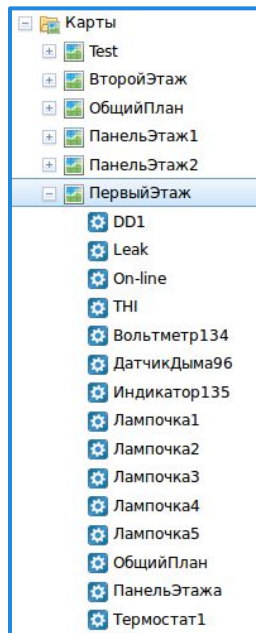 Карты
Test
ВторойЭтаж
ОбщийПлан
ПанельЭтаж1
ПанельЭтаж2
ПервыйЭтаж
DD1
Leak
On-line
THI
Вольтметр134
ДатчикДыма96
Индикатор135
Лампочка1
Лампочка2
Лампочка3
Лампочка4
Лампочка5
ОбщийПлан
ПанельЭтажа
Термостат1